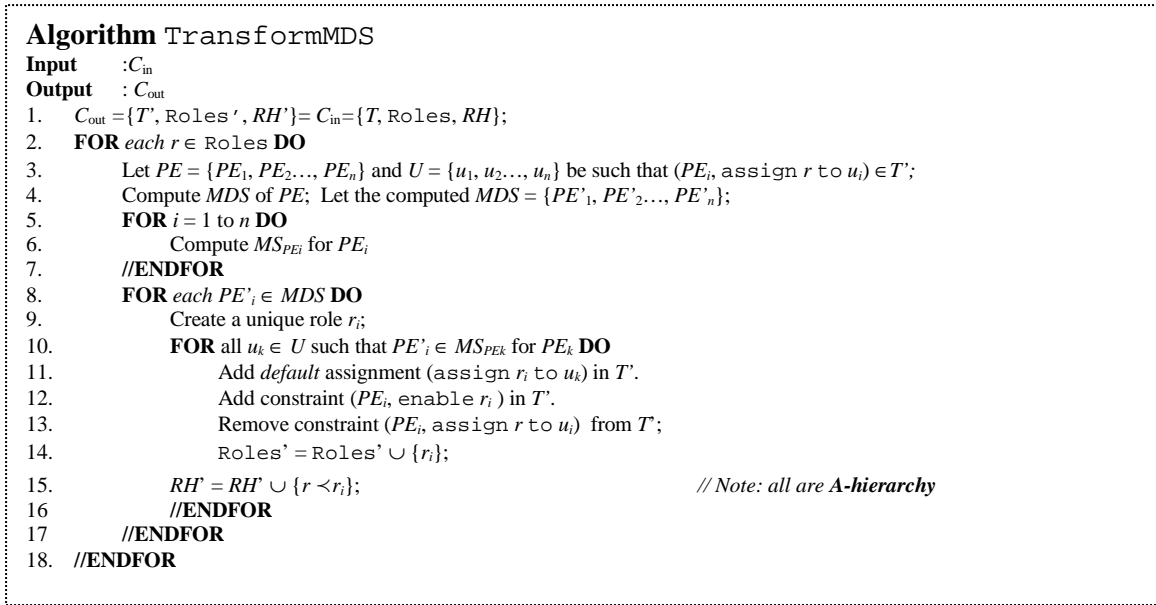 Algorithm TransformMDS
Input :Cin
Output : Cout
1. Cout ={T', Roles', RH'}= Cin={T, Roles, RH};
2. FOR each r ∈ Roles DO
3. Let PE = {PE1, PE2…, PEn} and U = {u1, u2…, un} be such that (PEi, assign r to ui) ∈ T';
4. Compute MDS of PE; Let the computed MDS = {PE'1, PE'2…, PE'n};
5. FOR i = 1 to n DO
6. Compute MSPEi for PEi
7. //ENDFOR
8. FOR each PE'i ∈ MDS DO
9. Create a unique role ri;
10. FOR all uk ∈ U such that PE'i ∈ MSPEk for PEk DO
11. Add default assignment (assign ri to uk) in T'.
12. Add constraint (PEi, enable ri ) in T'.
13. Remove constraint (PEi, assign r to ui) from T';
14. Roles' = Roles' ∪ {ri};
15. RH' = RH' ∪ {r ≺ri}; // Note: all are A-hierarchy
16 //ENDFOR
17 //ENDFOR
18. //ENDFOR